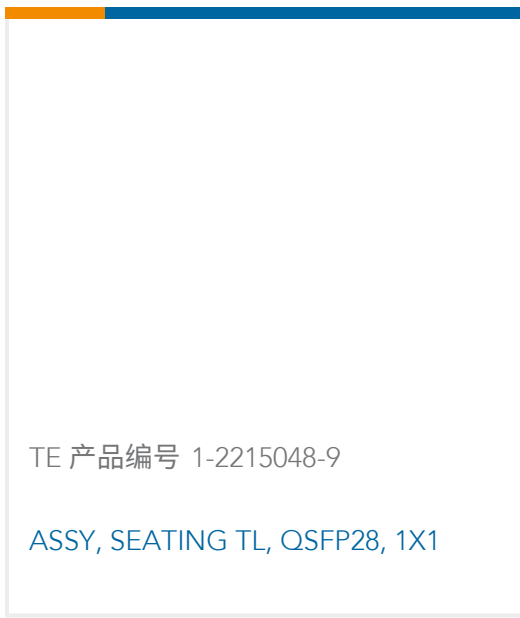 TE 产品编号 1-2215048-9
ASSY, SEATING TL, QSFP28, 1X1